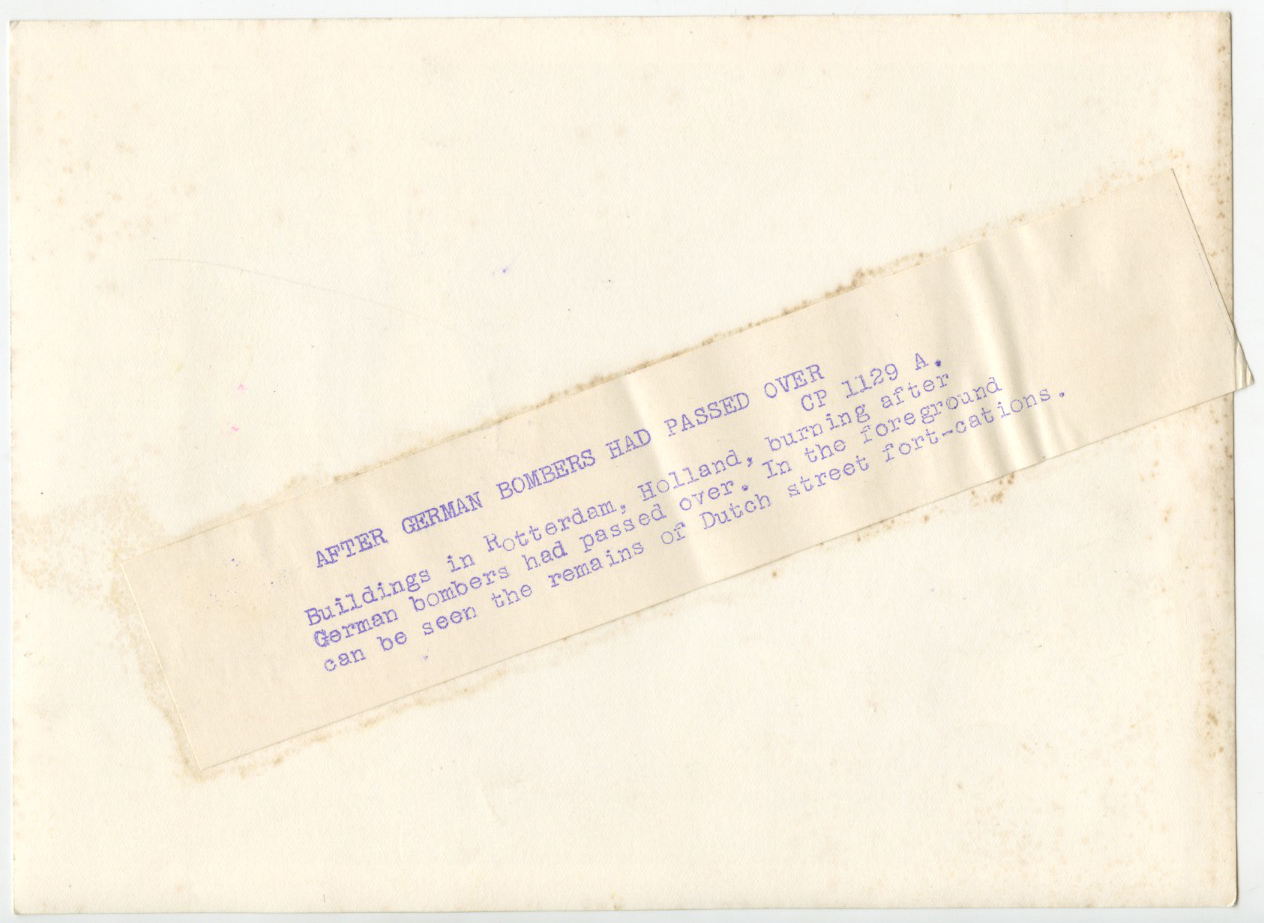 AFTER GERMAN BOMBERS HAD PASSED OVER
CP 1129 A.
Buildings in Rotterdam, Holland, burning after
German bombers had passed over. In the foreground
can be seen the remains of Dutch street fort-cations.